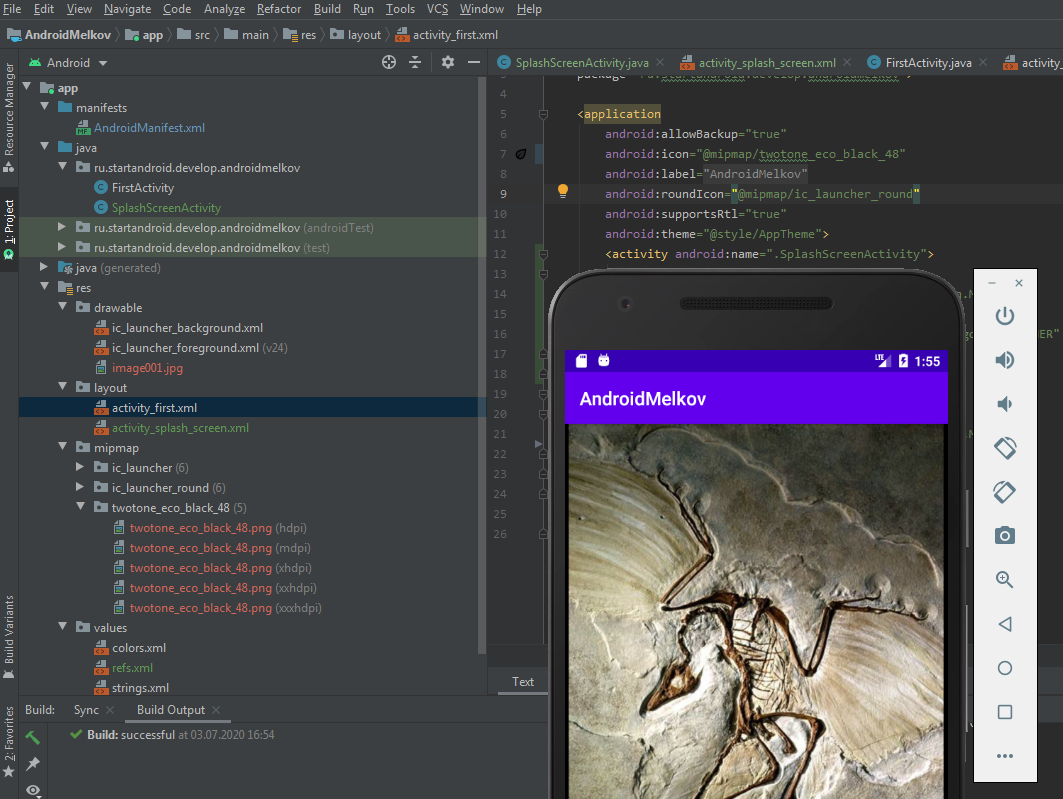 File Edit View Navigate Code Analyze Refactor Build Run Tools VCS Window Help
AndroidMelkov app src main res layout activity_first.xml
Android
SplashScreenActivity.java activity_splash_screen.xml FirstActivity.java activity_
Resource Manager
1: Project
Build Variants
2: Favorites
app
manifests
AndroidManifest.xml
java
ru.startandroid.develop.androidmelkov
FirstActivity
SplashScreenActivity
ru.startandroid.develop.androidmelkov (androidTest)
ru.startandroid.develop.androidmelkov (test)
java (generated)
res
drawable
ic_launcher_background.xml
ic_launcher_foreground.xml (v24)
image001.jpg
layout
activity_first.xml
activity_splash_screen.xml
mipmap
ic_launcher (6)
ic_launcher_round (6)
twotone_eco_black_48 (5)
twotone_eco_black_48.png (hdpi)
twotone_eco_black_48.png (mdpi)
twotone_eco_black_48.png (xhdpi)
twotone_eco_black_48.png (xxhdpi)
twotone_eco_black_48.png (xxxhdpi)
values
colors.xml
refs.xml
strings.xml
4
5 <application
6 android:allowBackup="true"
7 android:icon="@mipmap/twotone_eco_black_48"
8 android:label="AndroidMelkov"
9 android:roundIcon="@mipmap/ic_launcher_round"
10 android:supportsRtl="true"
11 android:theme="@style/AppTheme">
12 <activity android:name=".SplashScreenActivity">
13
14
15
16 ER"
17
18
19
20
21
22
23
24
25
26
LTE 1:55
AndroidMelkov
Text
Build: Sync Build Output
Build: successful at 03.07.2020 16:54